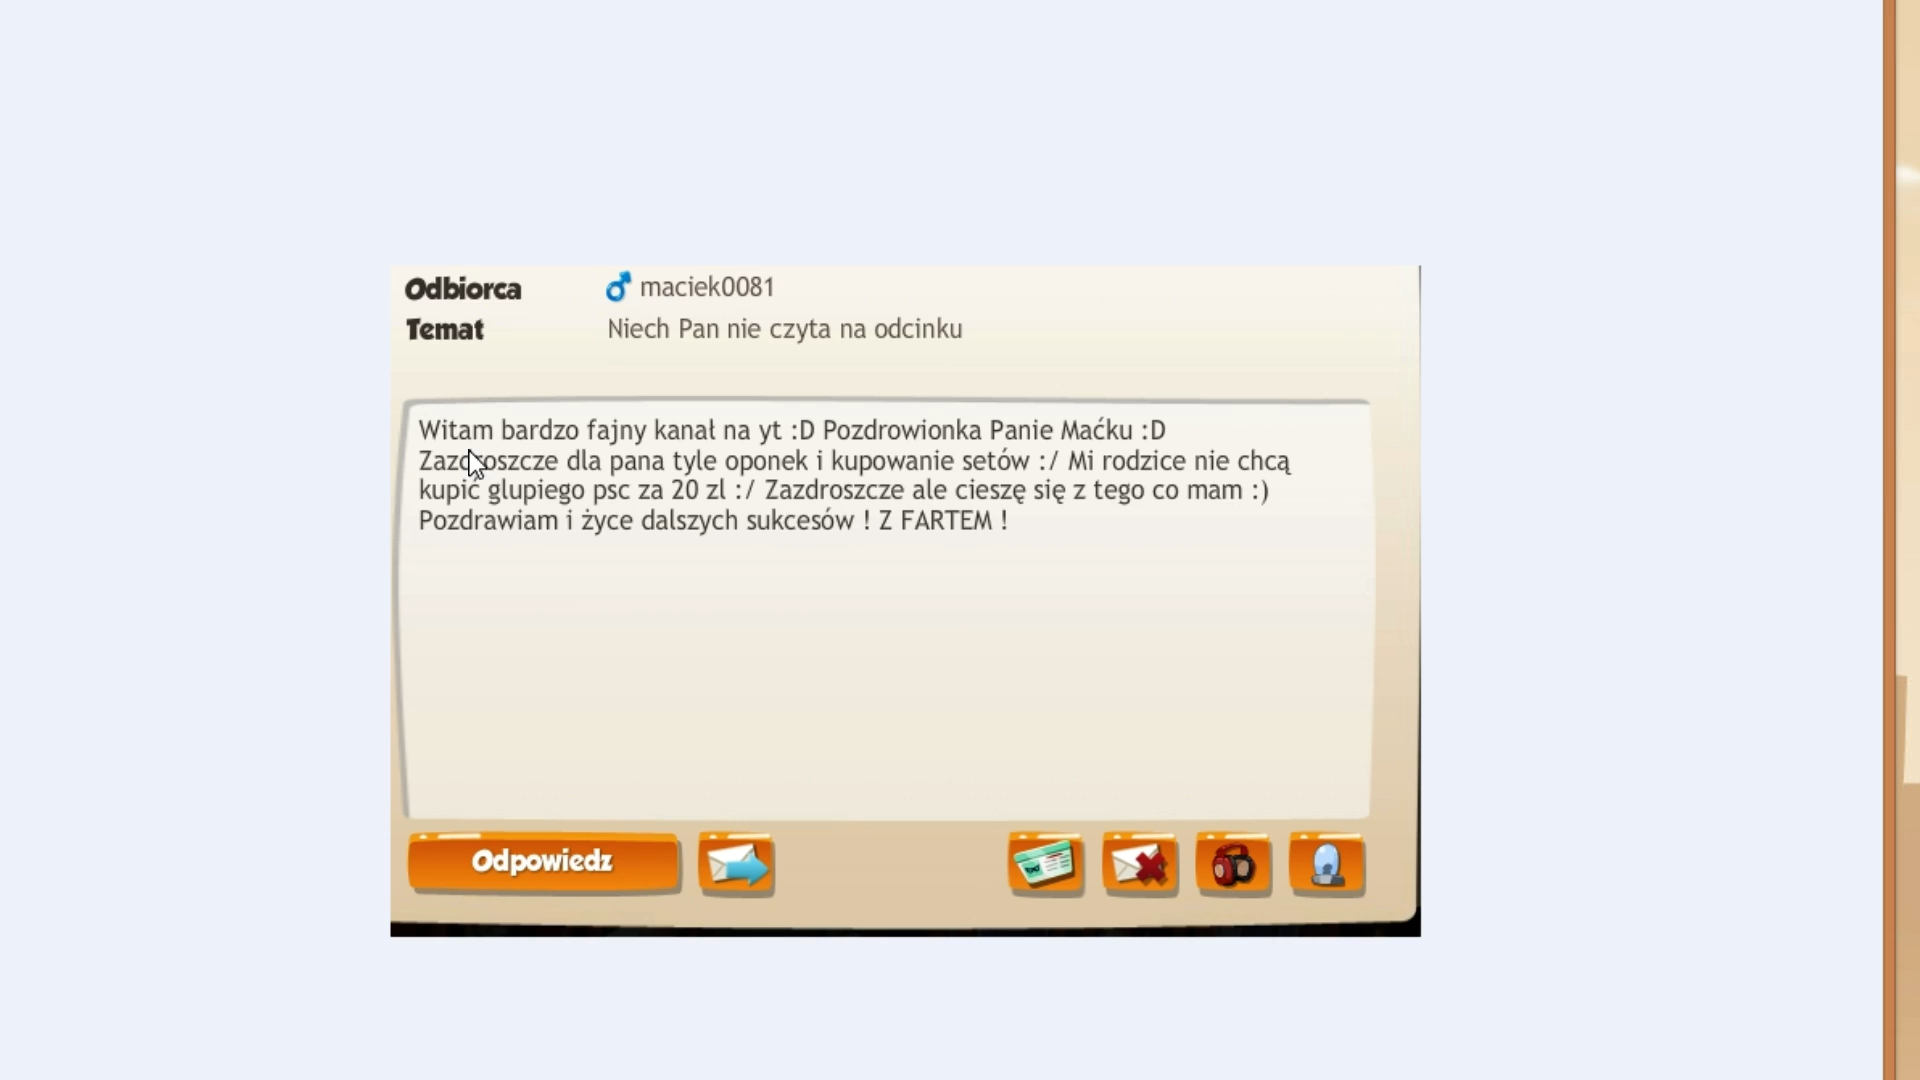 Odbiorca maciek0081
Temat Niech Pan nie czyta na odcinku
Witam bardzo fajny kanał na yt :D Pozdrowionka Panie Maćku :D
Zazdroszcze dla pana tyle oponek i kupowanie setów :/ Mi rodzice nie chcą
kupić glupiego psc za 20 zl :/ Zazdroszcze ale cieszę się z tego co mam :)
Pozdrawiam i życe dalszych sukcesów ! Z FARTEM !
Odpowiedz